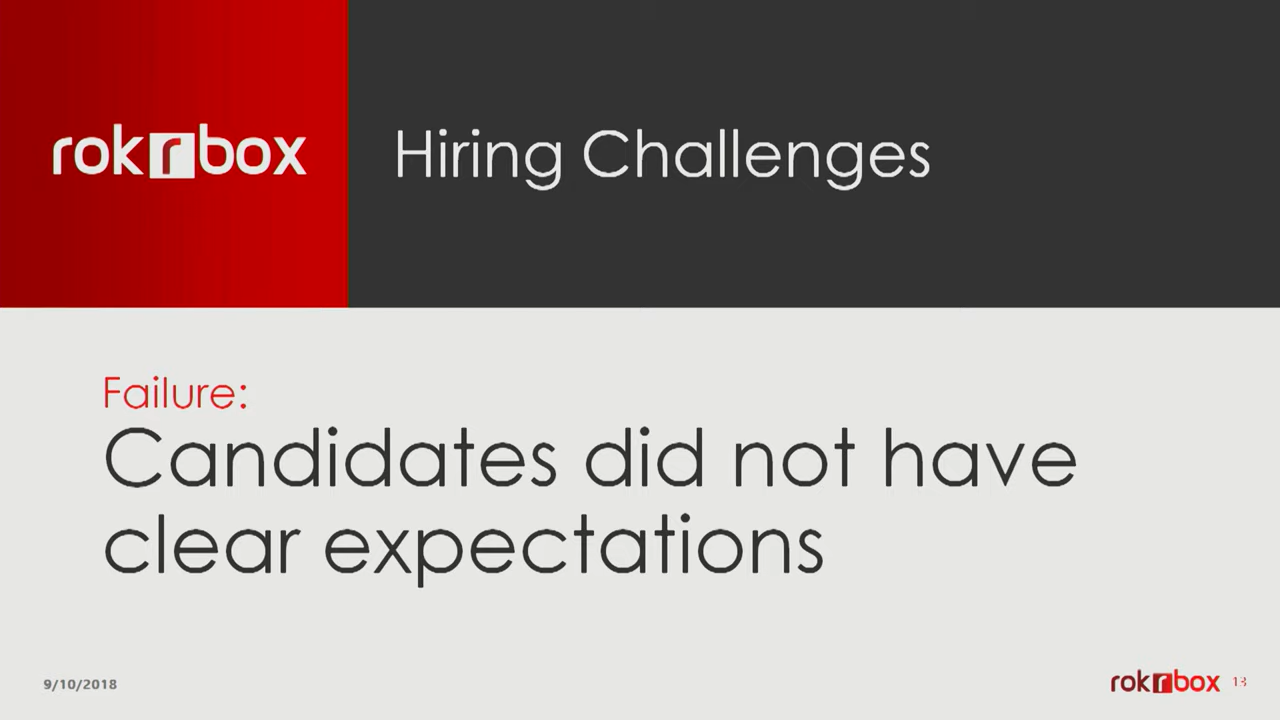 rokrbox
Hiring Challenges
Failure:
Candidates did not have
clear expectations
9/10/2018
rokrbox 13